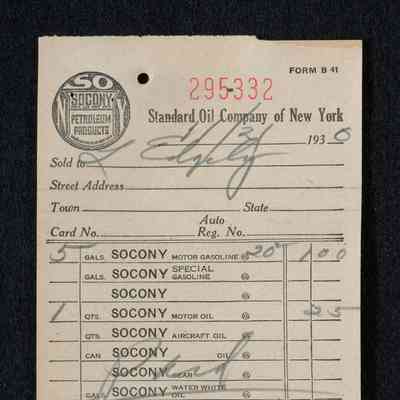 FORM B 41
SO
SOCONY
PETROLEUM
PRODUCTS
295332
Standard Oil Company of New York
1930
Sold to
Street Address
Town State
Auto
Card No. Reg. No.
5 GALS. SOCONY MOTOR GASOLINE @ 20 1 00
GALS. SOCONY SPECIAL GASOLINE @
SOCONY @
1 QTS. SOCONY MOTOR OIL @ 25
QTS. SOCONY AIRCRAFT OIL @
CAN SOCONY OIL @
SOCONY GEAR @
GALS. SOCONY WATER WHITE OIL @